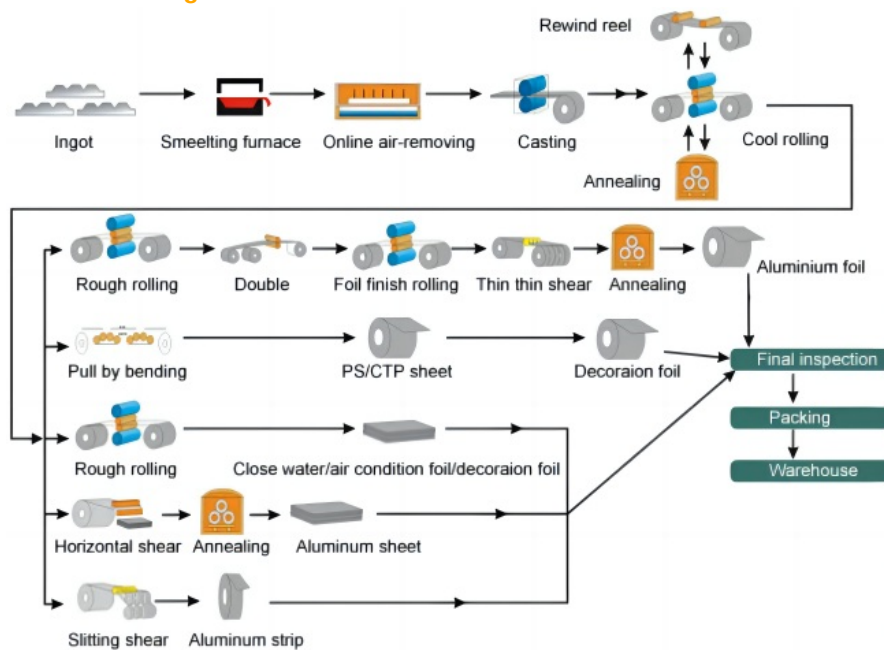 Rewind reel
Ingot
Smeelting furnace
Online air-removing
Casting
Cool rolling
Annealing
Rough rolling
Double
Foil finish rolling
Thin thin shear
Annealing
Aluminium foil
Pull by bending
PS/CTP sheet
Decoraion foil
Final inspection
Packing
Rough rolling
Close water/air condition foil/decoraion foil
Warehouse
Horizontal shear
Annealing
Aluminum sheet
Slitting shear
Aluminum strip